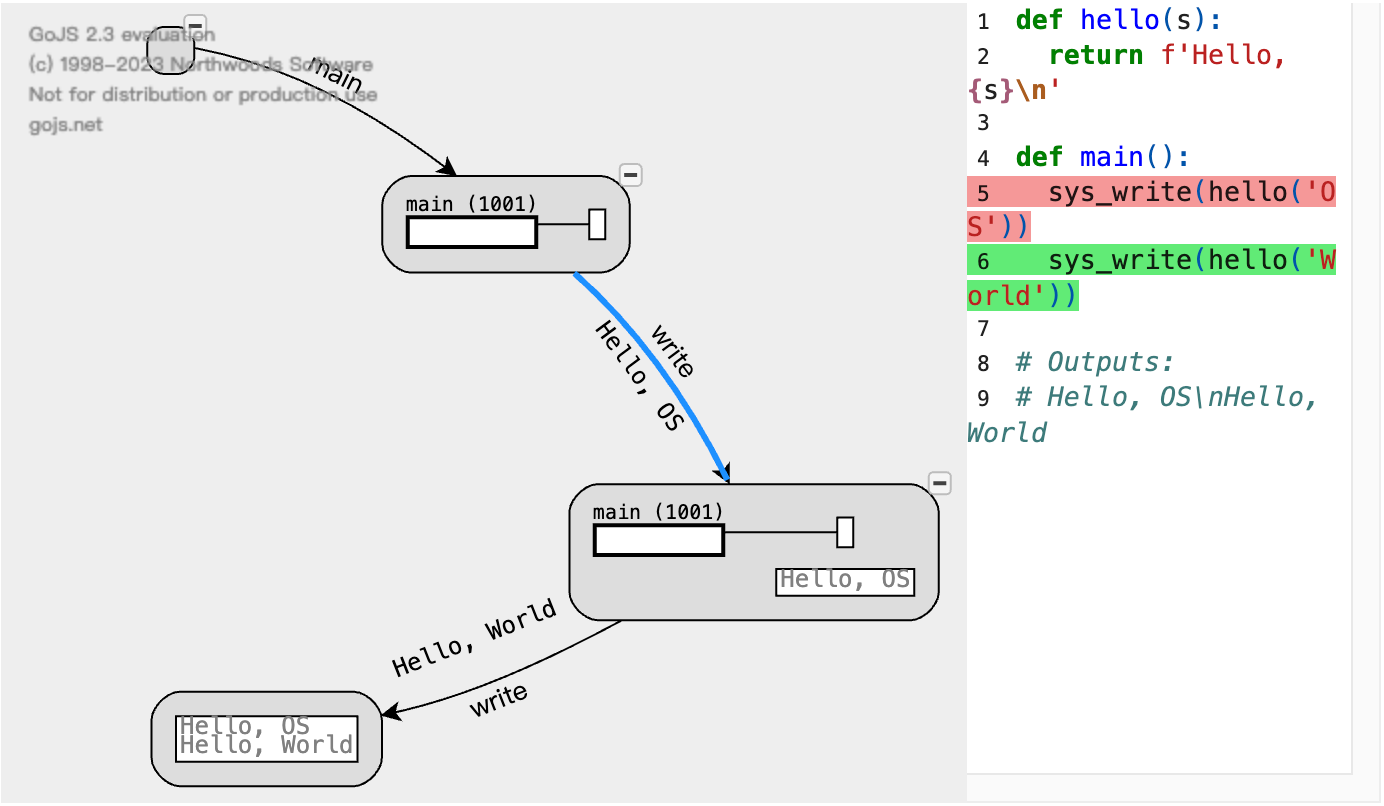 GoJS 2.3 evaluation
(c) 1998-2023 Northwoods Software
Not for distribution or production use
gojs.net
main
main (1001)
write
Hello, OS
main (1001)
Hello, OS
Hello, World
write
Hello, OS
Hello, World
1 def hello(s):
2   return f'Hello,
{s}\n'
3
4 def main():
5   sys_write(hello('O
S'))
6   sys_write(hello('W
orld'))
7
8 # Outputs:
9 # Hello, OS\nHello,
World